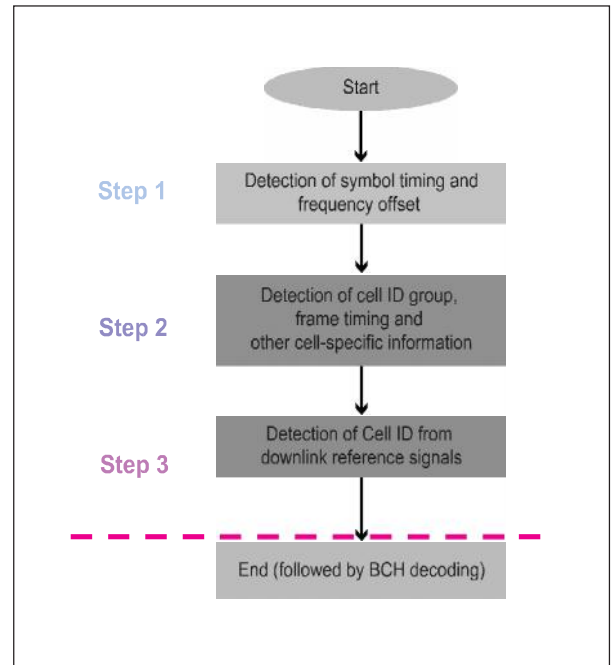 Start
Step 1
Detection of symbol timing and
frequency offset
Step 2
Detection of cell ID group,
frame timing and
other cell-specific information
Step 3
Detection of Cell ID from
downlink reference signals
End (followed by BCH decoding)